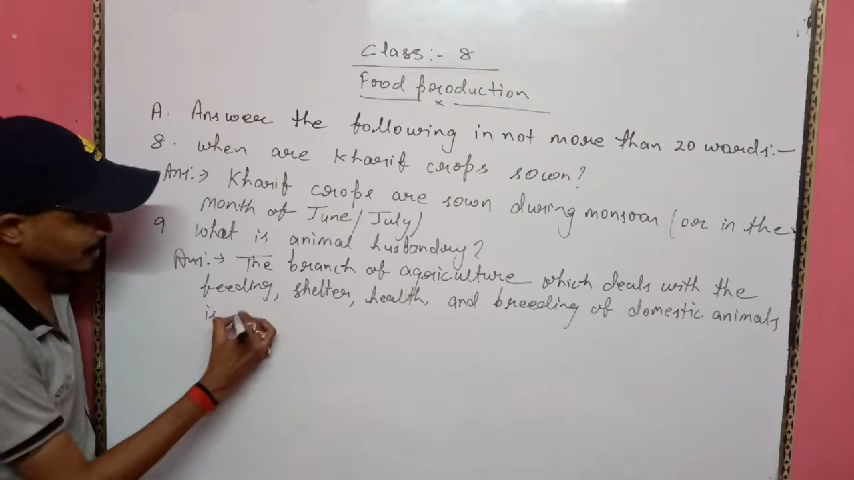 Class:- 8
Food production
x
A. Answer the following in not more than 20 words:-
8. when are kharif crops sown?
Ans:→ Kharif crops are sown during monsoon (or in the
month of June/July)
9 what is animal husbandry?
Ans:→ The branch of agriculture which deals with the
feeding, shelter, health, and breeding of domestic animals
is